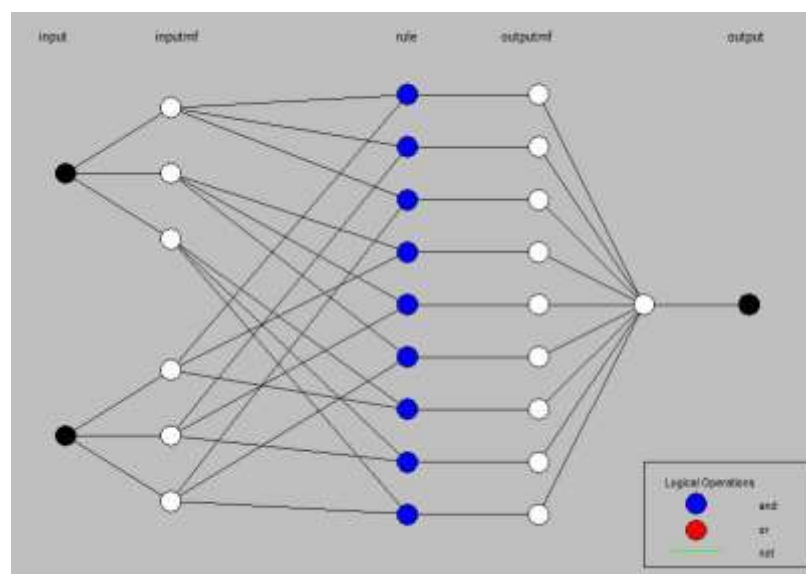 input inputmf rule outputmf output
Logical Operations
and
or
not